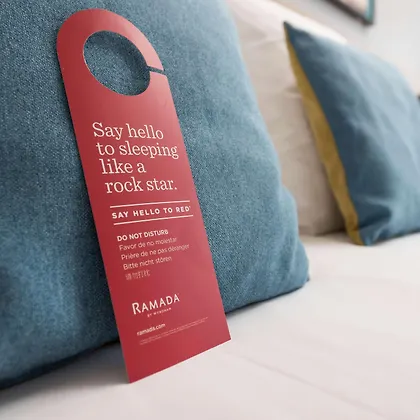 Say hello
to sleeping
like a
rock star.
SAY HELLO TO RED
DO NOT DISTURB
Favor de no molestar
Prière de ne pas déranger
Bitte nicht stören
RAMADA
BY WYNDHAM
ramada.com